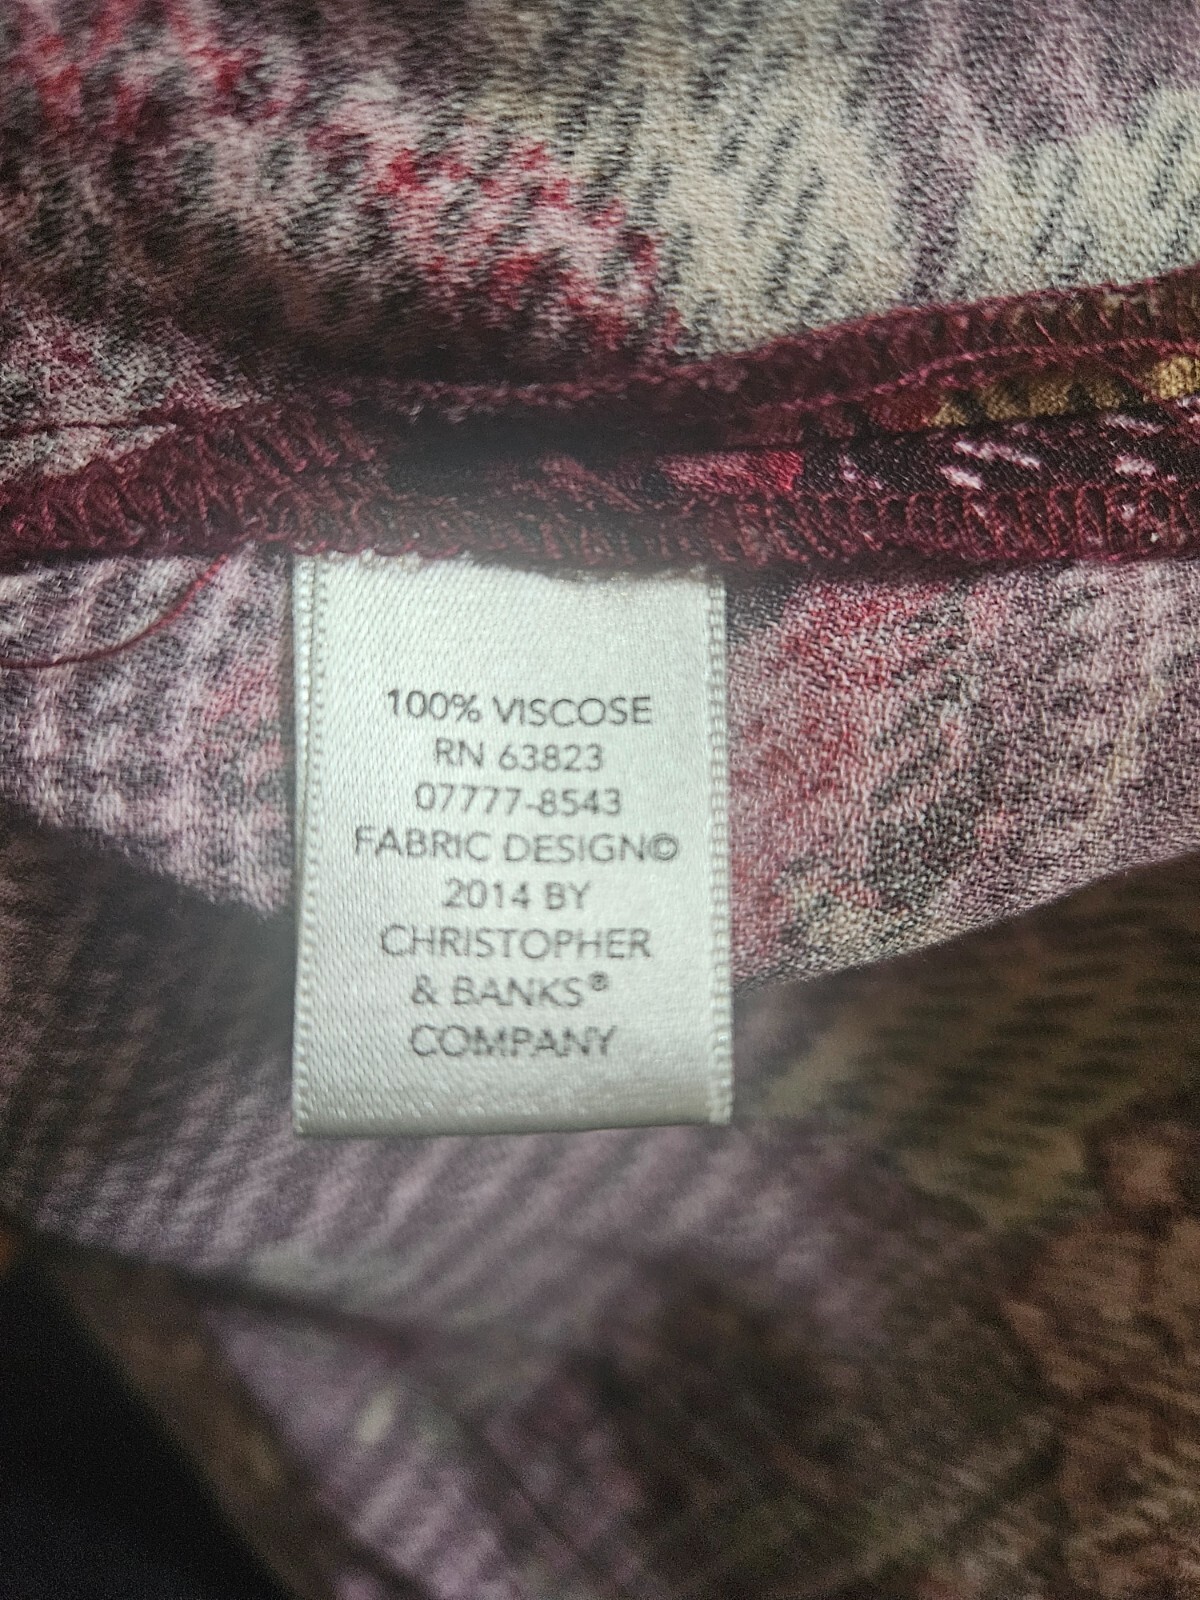 100% VISCOSE
RN 63823
07777-8543
FABRIC DESIGN©
2014 BY
CHRISTOPHER
& BANKS®
COMPANY